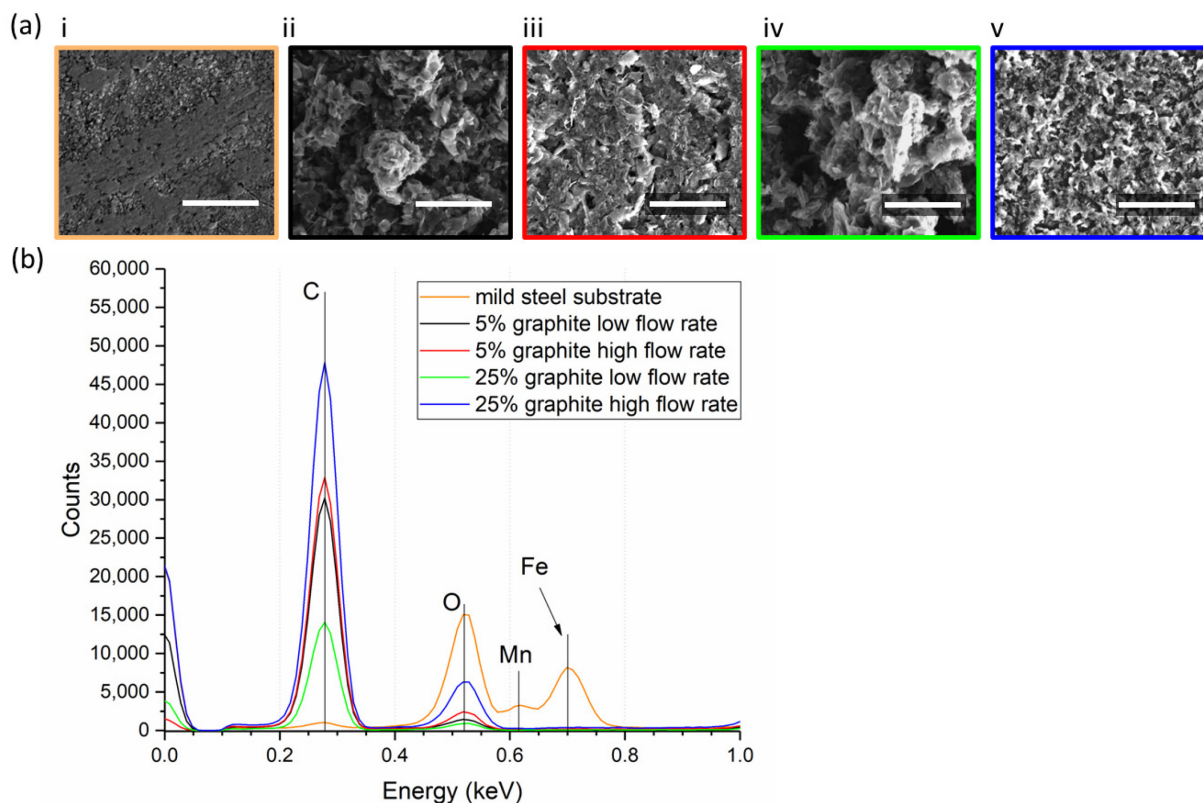 (a)
i
ii
iii
iv
v
(b)
60,000
55,000
50,000
45,000
40,000
35,000
30,000
25,000
20,000
15,000
10,000
5,000
0
Counts
C
O
Mn
Fe
mild steel substrate
5% graphite low flow rate
5% graphite high flow rate
25% graphite low flow rate
25% graphite high flow rate
0.0 0.2 0.4 0.6 0.8 1.0
Energy (keV)